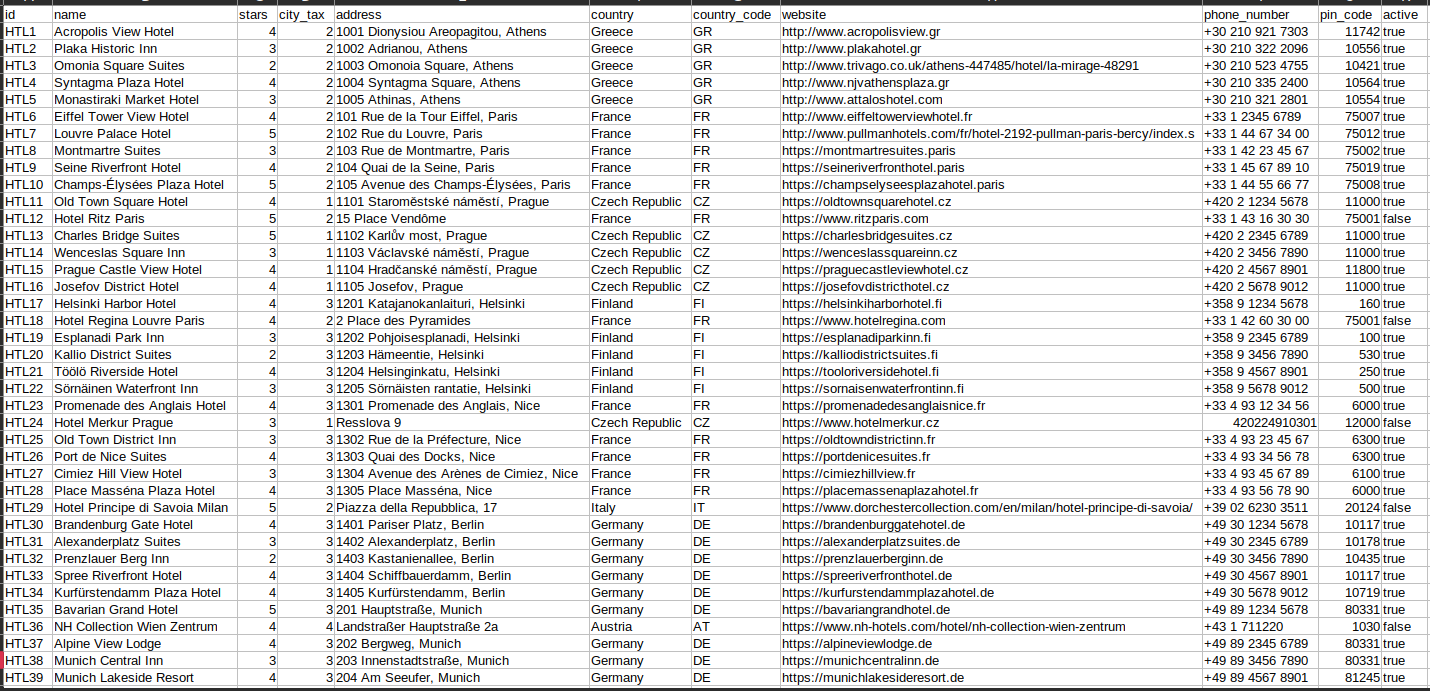 id name stars city_tax address country country_code website phone_number pin_code active
HTL1 Acropolis View Hotel 4 2 1001 Dionysiou Areopagitou, Athens Greece GR http://www.acropolisview.gr +30 210 921 7303 11742 true
HTL2 Plaka Historic Inn 3 2 1002 Adrianou, Athens Greece GR http://www.plakahotel.gr +30 210 322 2096 10556 true
HTL3 Omonia Square Suites 2 2 1003 Omonoia Square, Athens Greece GR http://www.trivago.co.uk/athens-447485/hotel/la-mirage-48291 +30 210 523 4755 10421 true
HTL4 Syntagma Plaza Hotel 4 2 1004 Syntagma Square, Athens Greece GR http://www.njvathensplaza.gr +30 210 335 2400 10564 true
HTL5 Monastiraki Market Hotel 3 2 1005 Athinas, Athens Greece GR http://www.attaloshotel.com +30 210 321 2801 10554 true
HTL6 Eiffel Tower View Hotel 4 2 101 Rue de la Tour Eiffel, Paris France FR http://www.eiffeltowerviewhotel.fr +33 1 2345 6789 75007 true
HTL7 Louvre Palace Hotel 5 2 102 Rue du Louvre, Paris France FR http://www.pullmanhotels.com/fr/hotel-2192-pullman-paris-bercy/index.s +33 1 44 67 34 00 75012 true
HTL8 Montmartre Suites 3 2 103 Rue de Montmartre, Paris France FR https://montmartresuites.paris +33 1 42 23 45 67 75002 true
HTL9 Seine Riverfront Hotel 4 2 104 Quai de la Seine, Paris France FR https://seineriverfronthotel.paris +33 1 45 67 89 10 75019 true
HTL10 Champs-Élysées Plaza Hotel 5 2 105 Avenue des Champs-Élysées, Paris France FR https://champselyseesplazahotel.paris +33 1 44 55 66 77 75008 true
HTL11 Old Town Square Hotel 4 1 1101 Staroměstské náměstí, Prague Czech Republic CZ https://oldtownsquarehotel.cz +420 2 1234 5678 11000 true
HTL12 Hotel Ritz Paris 5 2 15 Place Vendôme France FR https://www.ritzparis.com +33 1 43 16 30 30 75001 false
HTL13 Charles Bridge Suites 5 1 1102 Karlův most, Prague Czech Republic CZ https://charlesbridgesuites.cz +420 2 2345 6789 11000 true
HTL14 Wenceslas Square Inn 3 1 1103 Václavské náměstí, Prague Czech Republic CZ https://wenceslassquareinn.cz +420 2 3456 7890 11000 true
HTL15 Prague Castle View Hotel 4 1 1104 Hradčanské náměstí, Prague Czech Republic CZ https://praguecastleviewhotel.cz +420 2 4567 8901 11800 true
HTL16 Josefov District Hotel 4 1 1105 Josefov, Prague Czech Republic CZ https://josefovdistricthotel.cz +420 2 5678 9012 11000 true
HTL17 Helsinki Harbor Hotel 4 3 1201 Katajanokanlaituri, Helsinki Finland FI https://helsinkiharborhotel.fi +358 9 1234 5678 160 true
HTL18 Hotel Regina Louvre Paris 4 2 2 Place des Pyramides France FR https://www.hotelregina.com +33 1 42 60 30 00 75001 false
HTL19 Esplanadi Park Inn 3 3 1202 Pohjoisesplanadi, Helsinki Finland FI https://esplanadiparkinn.fi +358 9 2345 6789 100 true
HTL20 Kallio District Suites 2 3 1203 Hämeentie, Helsinki Finland FI https://kalliodistrictsuites.fi +358 9 3456 7890 530 true
HTL21 Töölö Riverside Hotel 4 3 1204 Helsinginkatu, Helsinki Finland FI https://tooloriversidehotel.fi +358 9 4567 8901 250 true
HTL22 Sörnäinen Waterfront Inn 3 3 1205 Sörnäisten rantatie, Helsinki Finland FI https://sornaisenwaterfrontinn.fi +358 9 5678 9012 500 true
HTL23 Promenade des Anglais Hotel 4 3 1301 Promenade des Anglais, Nice France FR https://promenadedesanglaisnice.fr +33 4 93 12 34 56 6000 true
HTL24 Hotel Merkur Prague 3 1 Resslova 9 Czech Republic CZ https://www.hotelmerkur.cz 420224910301 12000 false
HTL25 Old Town District Inn 3 3 1302 Rue de la Préfecture, Nice France FR https://oldtowndistrictinn.fr +33 4 93 23 45 67 6300 true
HTL26 Port de Nice Suites 4 3 1303 Quai des Docks, Nice France FR https://portdenicesuites.fr +33 4 93 34 56 78 6300 true
HTL27 Cimiez Hill View Hotel 3 3 1304 Avenue des Arènes de Cimiez, Nice France FR https://cimiezhillview.fr +33 4 93 45 67 89 6100 true
HTL28 Place Masséna Plaza Hotel 4 3 1305 Place Masséna, Nice France FR https://placemassenaplazahotel.fr +33 4 93 56 78 90 6000 true
HTL29 Hotel Principe di Savoia Milan 5 2 Piazza della Repubblica, 17 Italy IT https://www.dorchestercollection.com/en/milan/hotel-principe-di-savoia/ +39 02 6230 3511 20124 false
HTL30 Brandenburg Gate Hotel 4 3 1401 Pariser Platz, Berlin Germany DE https://brandenburggatehotel.de +49 30 1234 5678 10117 true
HTL31 Alexanderplatz Suites 3 3 1402 Alexanderplatz, Berlin Germany DE https://alexanderplatzsuites.de +49 30 2345 6789 10178 true
HTL32 Prenzlauer Berg Inn 2 3 1403 Kastanienallee, Berlin Germany DE https://prenzlauerberginn.de +49 30 3456 7890 10435 true
HTL33 Spree Riverfront Hotel 4 3 1404 Schiffbauerdamm, Berlin Germany DE https://spreeriverfronthotel.de +49 30 4567 8901 10117 true
HTL34 Kurfürstendamm Plaza Hotel 4 3 1405 Kurfürstendamm, Berlin Germany DE https://kurfurstendammplazahotel.de +49 30 5678 9012 10719 true
HTL35 Bavarian Grand Hotel 5 3 201 Hauptstraße, Munich Germany DE https://bavariangrandhotel.de +49 89 1234 5678 80331 true
HTL36 NH Collection Wien Zentrum 4 4 Landstraßer Hauptstraße 2a Austria AT https://www.nh-hotels.com/hotel/nh-collection-wien-zentrum +43 1 711220 1030 false
HTL37 Alpine View Lodge 4 3 202 Bergweg, Munich Germany DE https://alpineviewlodge.de +49 89 2345 6789 80331 true
HTL38 Munich Central Inn 3 3 203 Innenstadtstraße, Munich Germany DE https://munichcentralinn.de +49 89 3456 7890 80331 true
HTL39 Munich Lakeside Resort 4 3 204 Am Seeufer, Munich Germany DE https://munichlakesideresort.de +49 89 4567 8901 81245 true